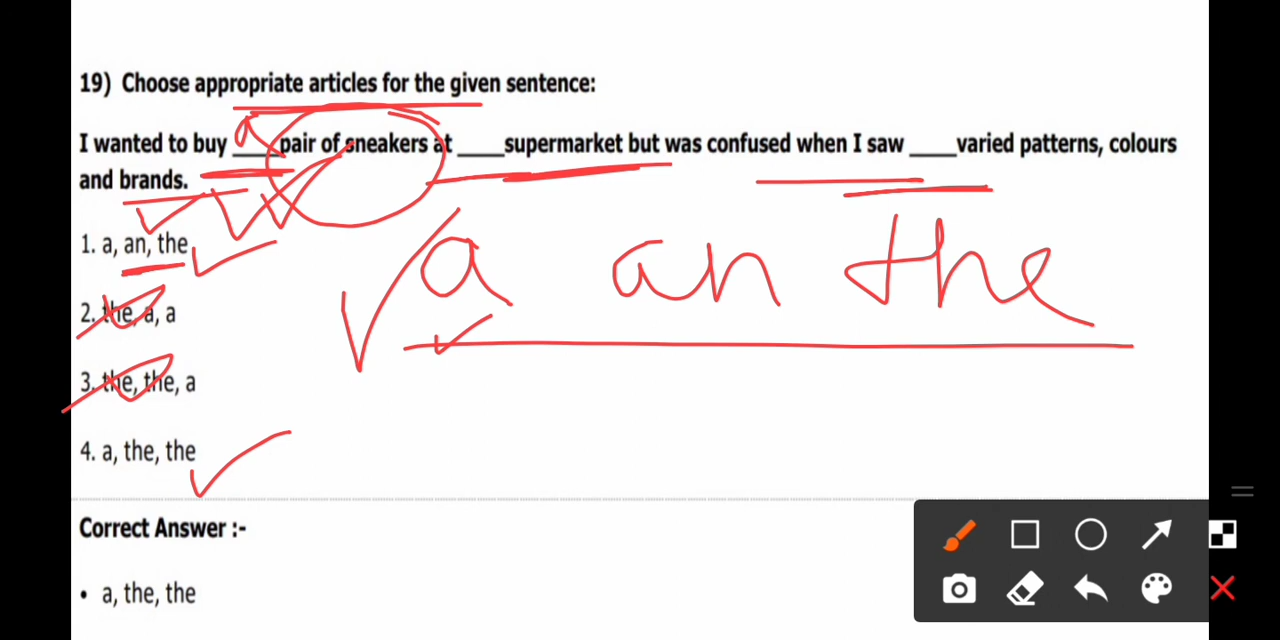 19) Choose appropriate articles for the given sentence:
I wanted to buy ____pair of sneakers at ____supermarket but was confused when I saw ____varied patterns, colours
and brands.
1. a, an, the
a an the
2. the, a, a
3. the, the, a
4. a, the, the
Correct Answer :-
• a, the, the